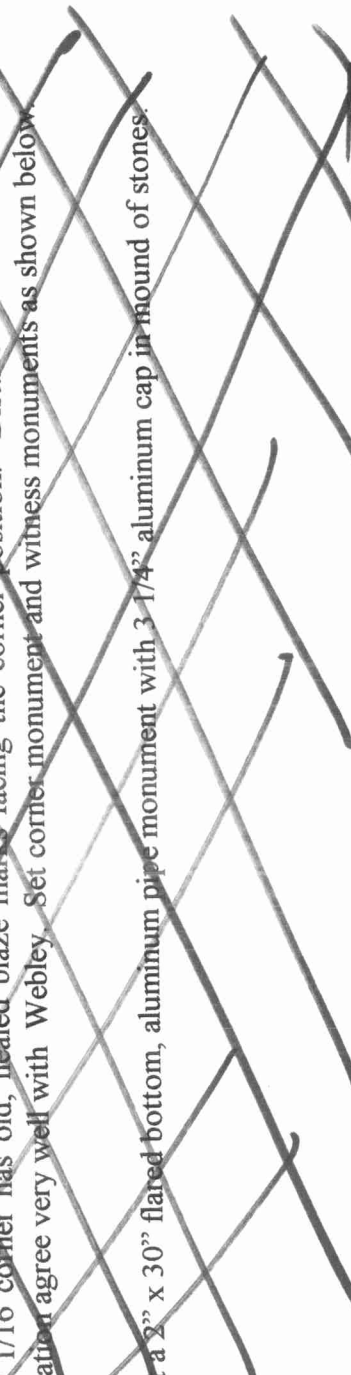 1/16 corner has old, healed blaze marks facing the corner position.
ation agree very well with Webley. Set corner monument and witness monuments as shown below.
a 2” x 30” flared bottom, aluminum pipe monument with 3 1/4” aluminum cap in mound of stones.